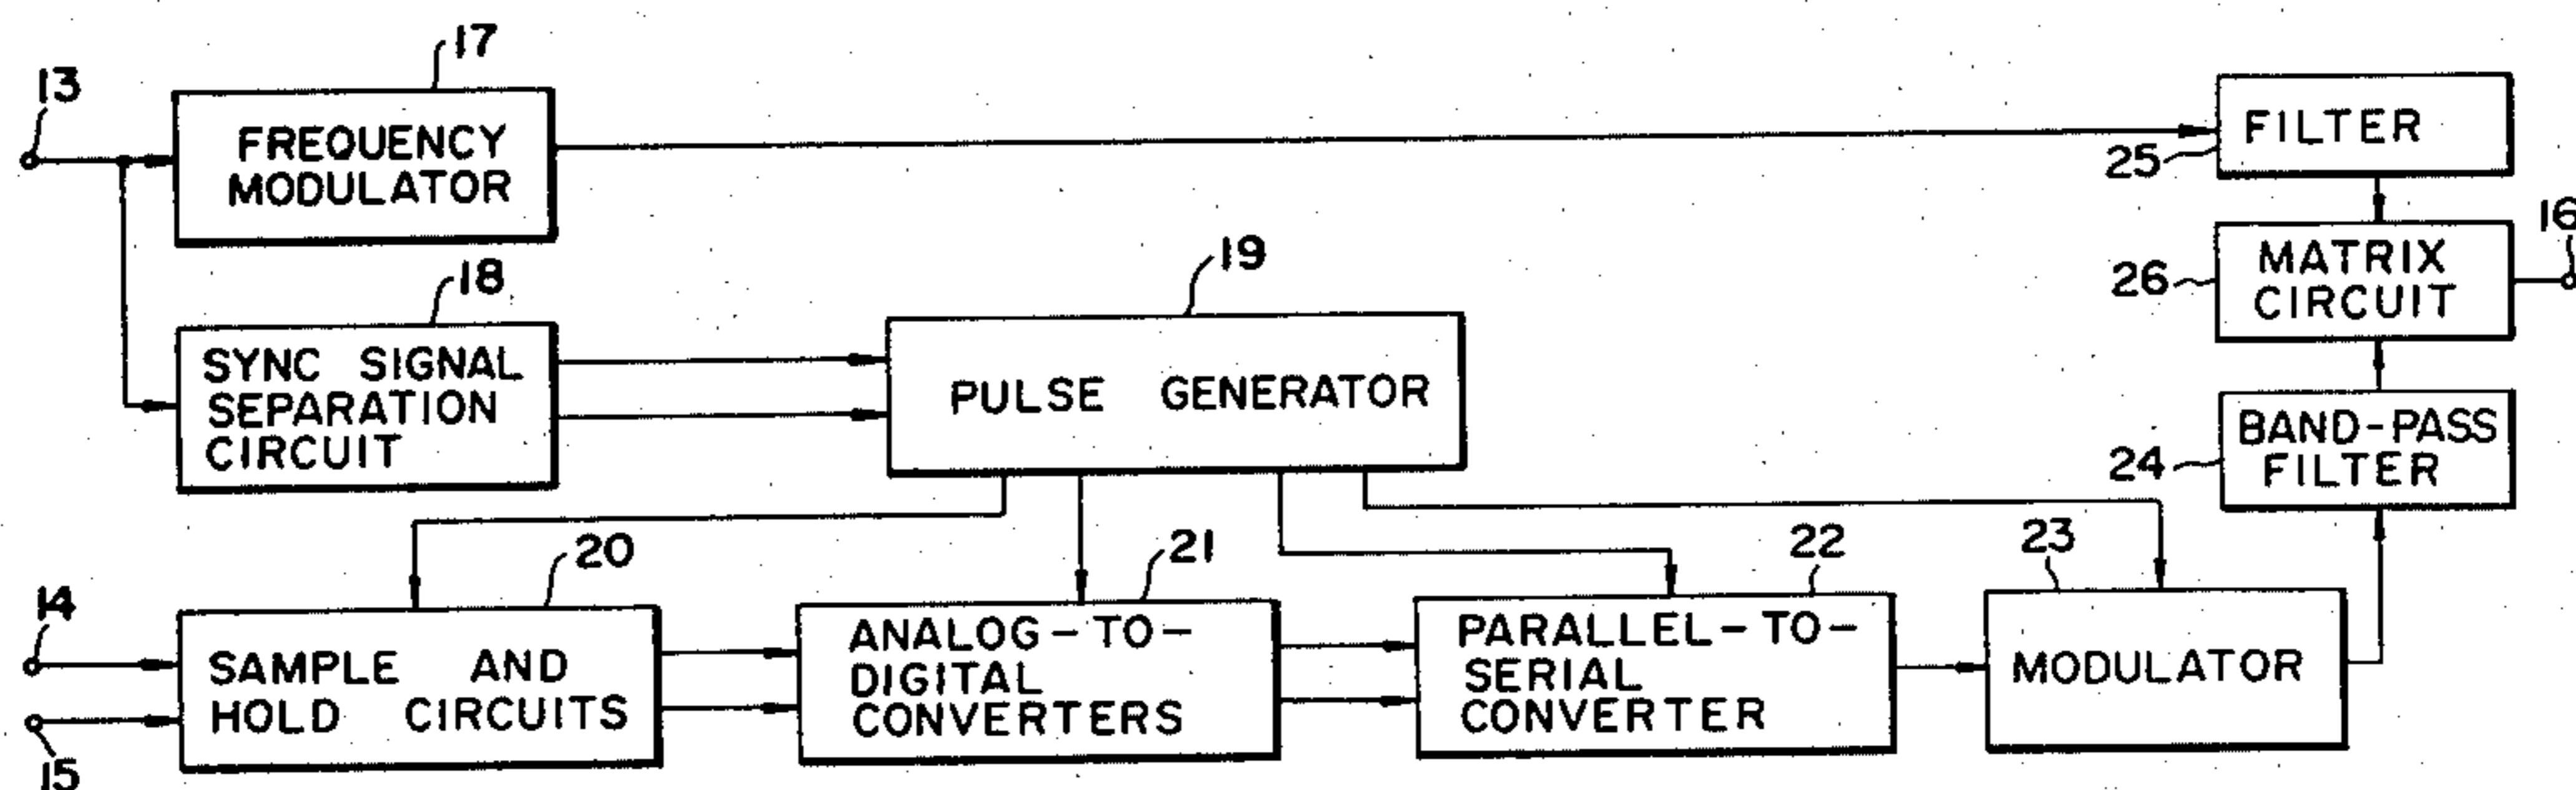 17
13
FREQUENCY
MODULATOR
FILTER
25
16
MATRIX
CIRCUIT
26
18
19
SYNC SIGNAL
SEPARATION
CIRCUIT
PULSE GENERATOR
BAND-PASS
FILTER
24
20
21
22
23
14
15
SAMPLE AND
HOLD CIRCUITS
ANALOG-TO-
DIGITAL
CONVERTERS
PARALLEL-TO-
SERIAL
CONVERTER
MODULATOR